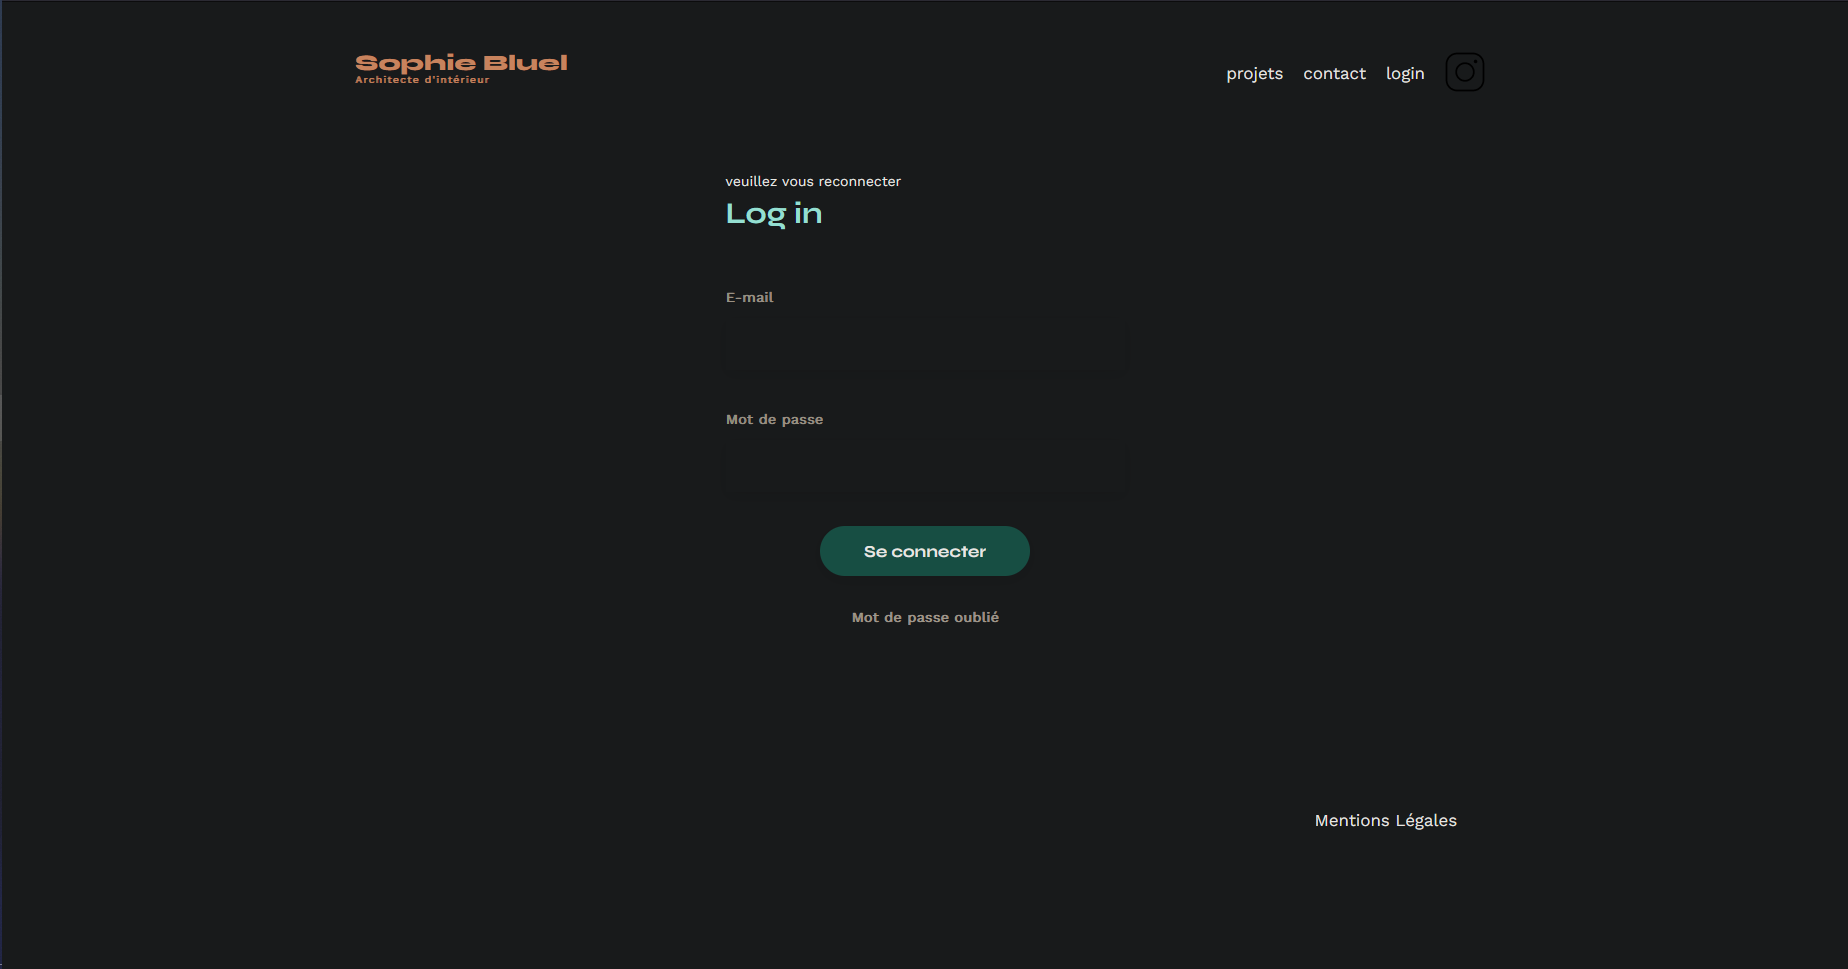 Sophie Bluel
Architecte d'intérieur
projets contact login
veuillez vous reconnecter
Log in
E-mail
Mot de passe
Se connecter
Mot de passe oublié
Mentions Légales